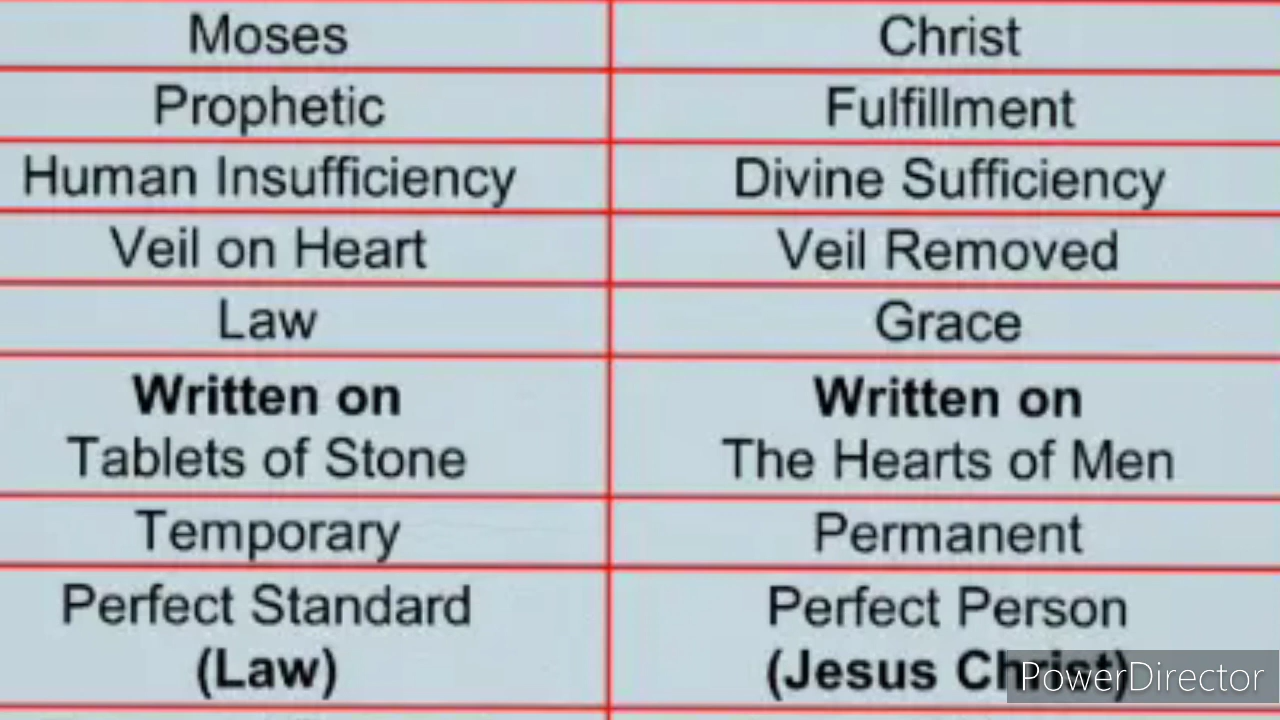 Moses Christ
Prophetic Fulfillment
Human Insufficiency Divine Sufficiency
Veil on Heart Veil Removed
Law Grace
Written on Written on
Tablets of Stone The Hearts of Men
Temporary Permanent
Perfect Standard Perfect Person
(Law) (Jesus Christ)
PowerDirector